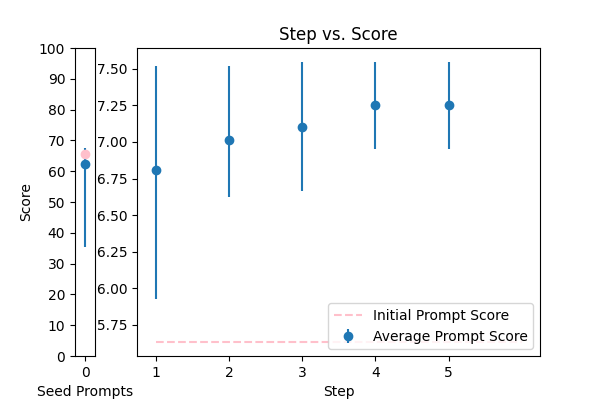 Step vs. Score
Score
100
90
80
70
60
50
40
30
20
10
0
0
Seed Prompts
7.50
7.25
7.00
6.75
6.50
6.25
6.00
5.75
Initial Prompt Score
Average Prompt Score
1 2 3 4 5
Step